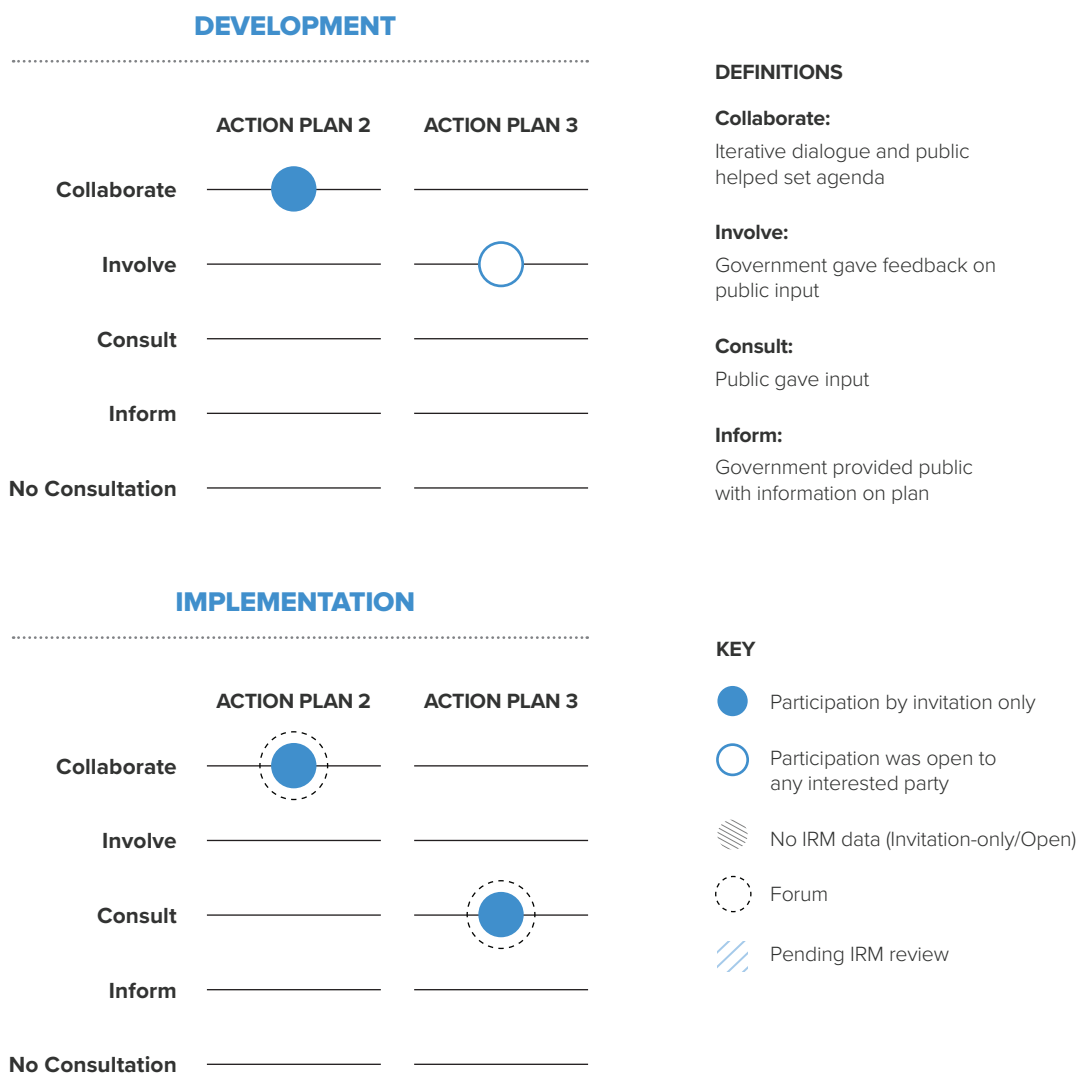 DEVELOPMENT
ACTION PLAN 2 ACTION PLAN 3
Collaborate
Involve
Consult
Inform
No Consultation
DEFINITIONS
Collaborate:
Iterative dialogue and public
helped set agenda
Involve:
Government gave feedback on
public input
Consult:
Public gave input
Inform:
Government provided public
with information on plan
IMPLEMENTATION
ACTION PLAN 2 ACTION PLAN 3
Collaborate
Involve
Consult
Inform
No Consultation
KEY
Participation by invitation only
Participation was open to
any interested party
No IRM data (Invitation-only/Open)
Forum
Pending IRM review